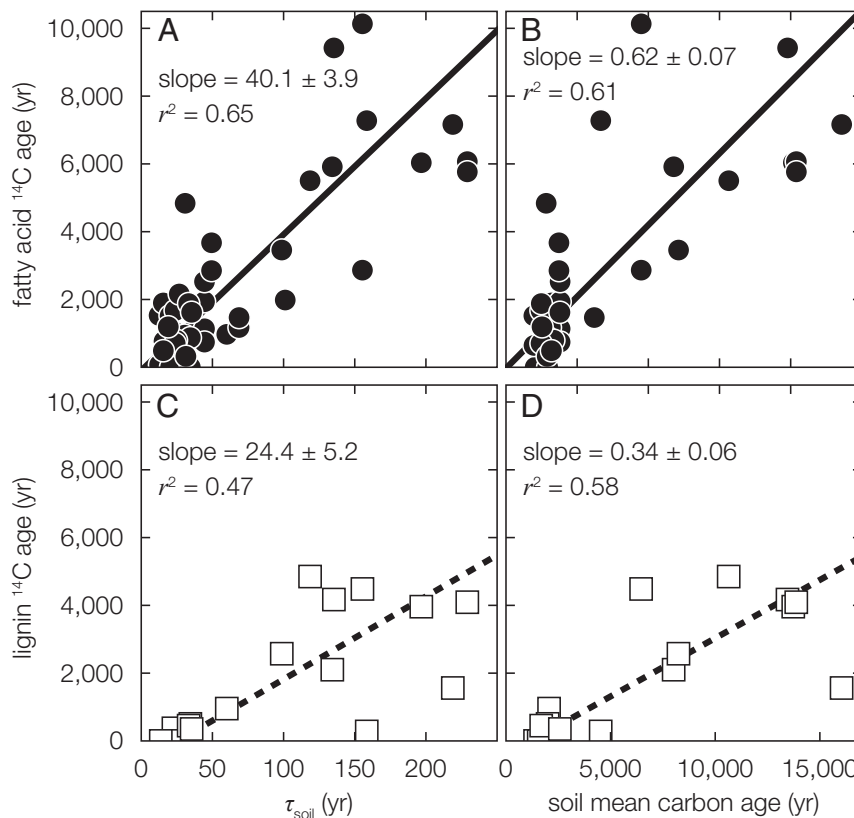 10,000
8,000
6,000
4,000
2,000
0
fatty acid ¹⁴C age (yr)
A
slope = 40.1 ± 3.9
r² = 0.65
B
slope = 0.62 ± 0.07
r² = 0.61
10,000
8,000
6,000
4,000
2,000
0
lignin ¹⁴C age (yr)
C
slope = 24.4 ± 5.2
r² = 0.47
D
slope = 0.34 ± 0.06
r² = 0.58
0 50 100 150 200
0 5,000 10,000 15,000
τsoil (yr)
soil mean carbon age (yr)